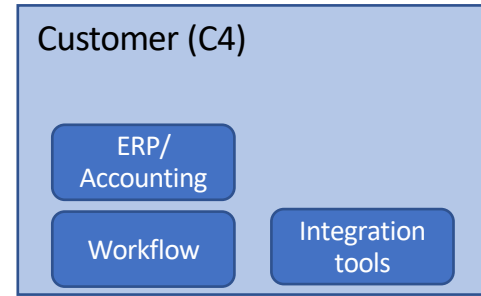 Customer (C4)
ERP/
Accounting
Workflow
Integration
tools